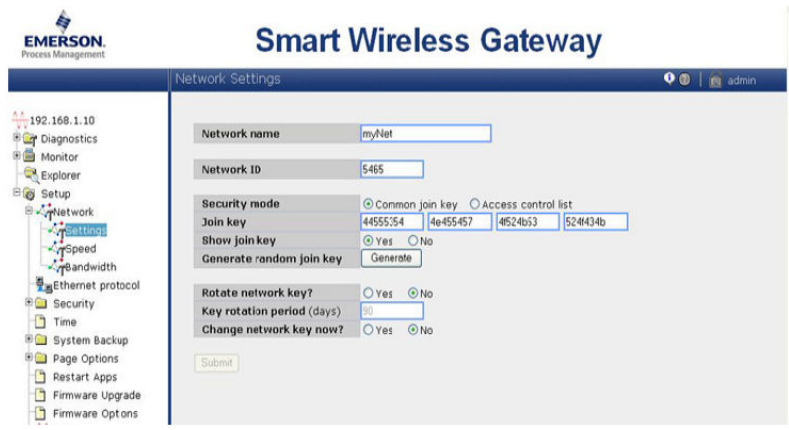 EMERSON.
Process Management
Smart Wireless Gateway
Network Settings
admin
192.168.1.10
Diagnostics
Monitor
Explorer
Setup
Network
Settings
Speed
Bandwidth
Ethernet protocol
Security
Time
System Backup
Page Options
Restart Apps
Firmware Upgrade
Firmware Options
Network name myNet
Network ID 5465
Security mode Common join key Access control list
Join key 44555354 4e455457 4f524b53 524f434b
Show join key Yes No
Generate random join key Generate
Rotate network key? Yes No
Key rotation period (days) 90
Change network key now? Yes No
Submit